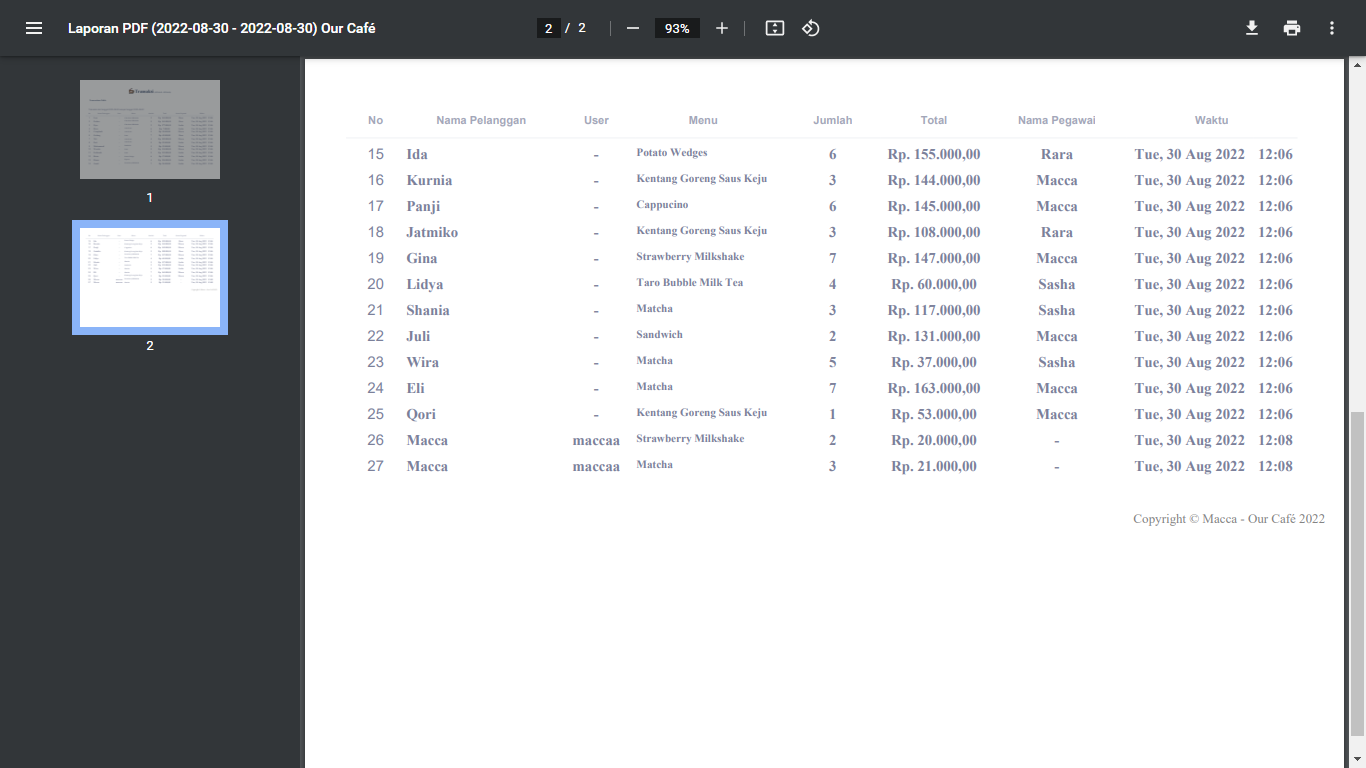 Laporan PDF (2022-08-30 - 2022-08-30) Our Café 2 / 2 93%
No Nama Pelanggan User Menu Jumlah Total Nama Pegawai Waktu
15 Ida - Potato Wedges 6 Rp. 155.000,00 Rara Tue, 30 Aug 2022 12:06
16 Kurnia - Kentang Goreng Saus Keju 3 Rp. 144.000,00 Macca Tue, 30 Aug 2022 12:06
17 Panji - Cappucino 6 Rp. 145.000,00 Macca Tue, 30 Aug 2022 12:06
18 Jatmiko - Kentang Goreng Saus Keju 3 Rp. 108.000,00 Rara Tue, 30 Aug 2022 12:06
19 Gina - Strawberry Milkshake 7 Rp. 147.000,00 Macca Tue, 30 Aug 2022 12:06
20 Lidya - Taro Bubble Milk Tea 4 Rp. 60.000,00 Sasha Tue, 30 Aug 2022 12:06
21 Shania - Matcha 3 Rp. 117.000,00 Sasha Tue, 30 Aug 2022 12:06
22 Juli - Sandwich 2 Rp. 131.000,00 Macca Tue, 30 Aug 2022 12:06
23 Wira - Matcha 5 Rp. 37.000,00 Sasha Tue, 30 Aug 2022 12:06
24 Eli - Matcha 7 Rp. 163.000,00 Macca Tue, 30 Aug 2022 12:06
25 Qori - Kentang Goreng Saus Keju 1 Rp. 53.000,00 Macca Tue, 30 Aug 2022 12:06
26 Macca maccaa Strawberry Milkshake 2 Rp. 20.000,00 - Tue, 30 Aug 2022 12:08
27 Macca maccaa Matcha 3 Rp. 21.000,00 - Tue, 30 Aug 2022 12:08
Copyright © Macca - Our Café 2022
1
2